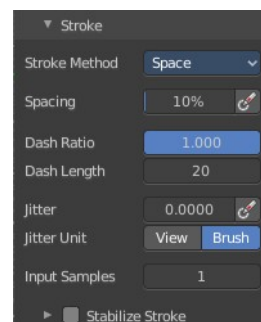 Stroke
Stroke Method Space
Spacing 10%
Dash Ratio 1.000
Dash Length 20
Jitter 0.0000
Jitter Unit View Brush
Input Samples 1
Stabilize Stroke